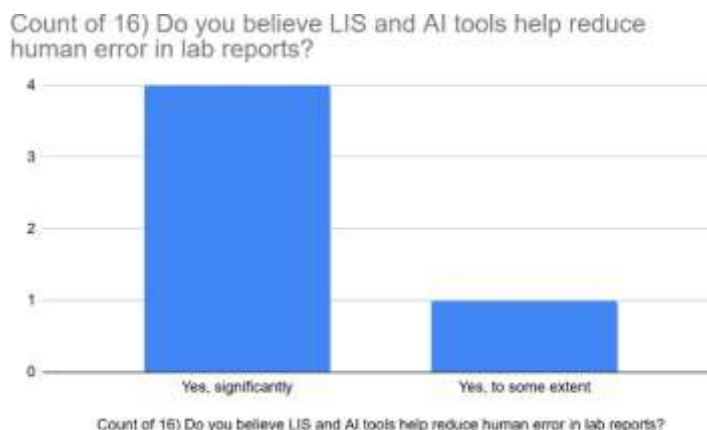 Count of 16) Do you believe LIS and AI tools help reduce
human error in lab reports?
4
3
2
1
0
Yes, significantly
Yes, to some extent
Count of 16) Do you believe LIS and AI tools help reduce human error in lab reports?